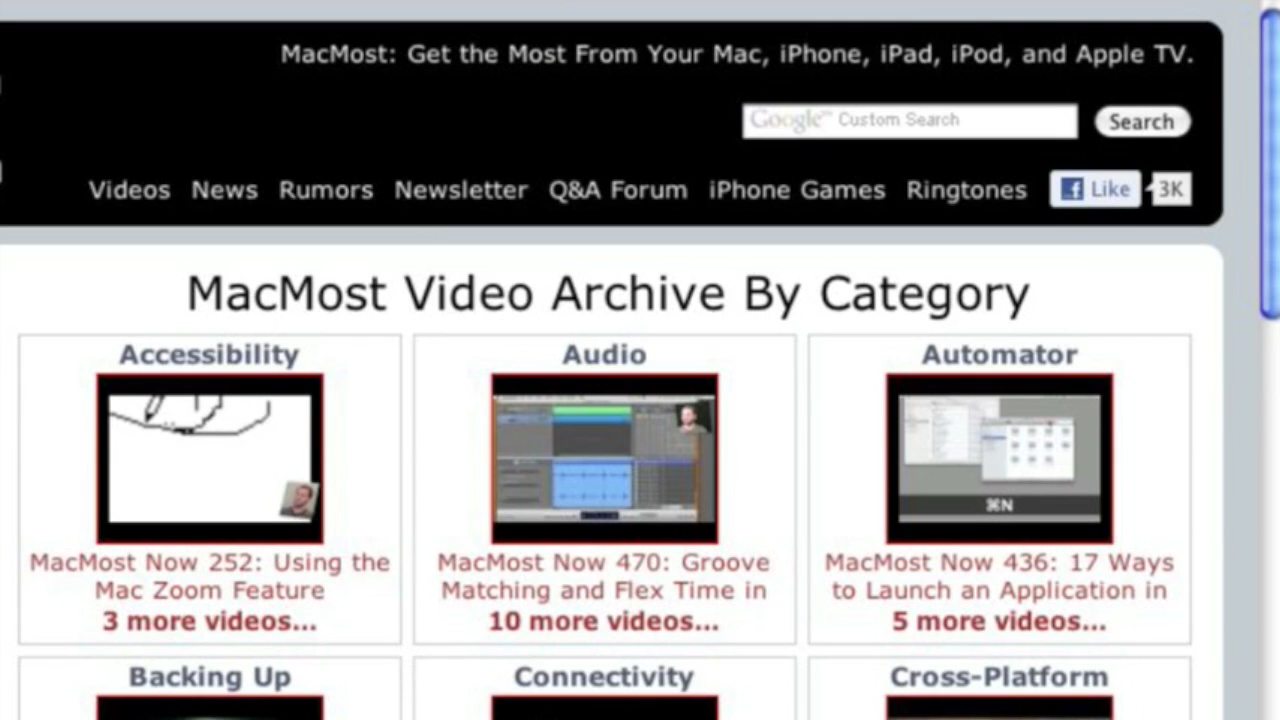 MacMost: Get the Most From Your Mac, iPhone, iPad, iPod, and Apple TV.
Google™ Custom Search
Search
Videos News Rumors Newsletter Q&A Forum iPhone Games Ringtones Like 3K
MacMost Video Archive By Category
Accessibility
MacMost Now 252: Using the
Mac Zoom Feature
3 more videos...
Audio
MacMost Now 470: Groove
Matching and Flex Time in
10 more videos...
Automator
⌘N
MacMost Now 436: 17 Ways
to Launch an Application in
5 more videos...
Backing Up
Connectivity
Cross-Platform